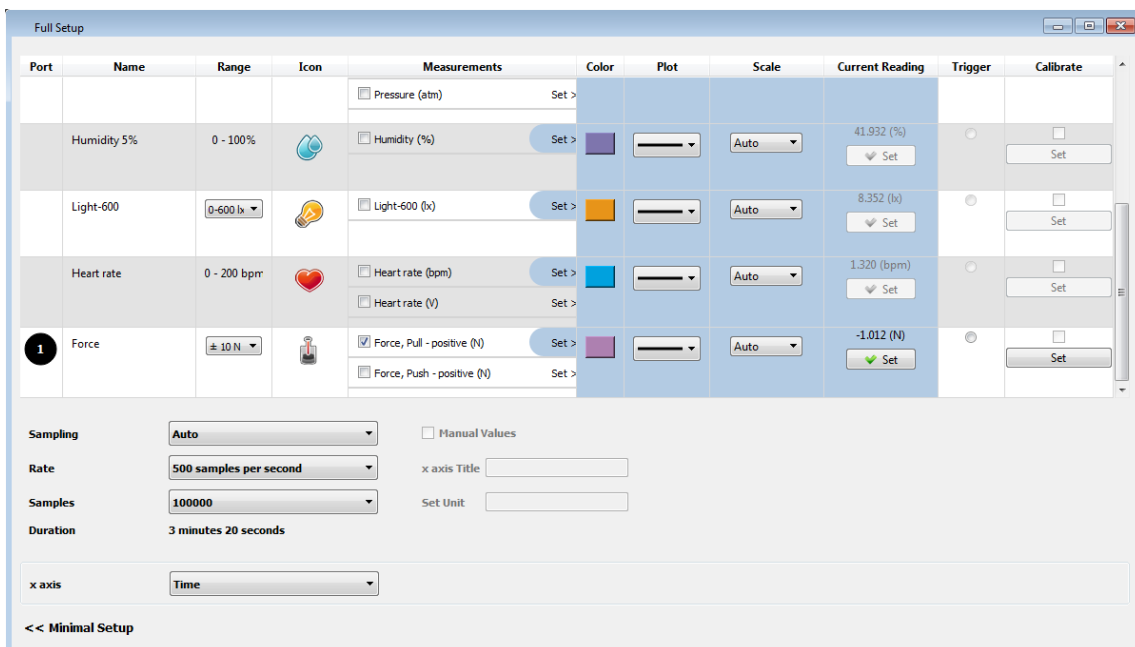 Full Setup
Port Name Range Icon Measurements Color Plot Scale Current Reading Trigger Calibrate
Pressure (atm) Set >
Humidity 5% 0 - 100% Humidity (%) Set > Auto 41.932 (%)
Set Set
Light-600 0-600 lx Light-600 (lx) Set > Auto 8.352 (lx)
Set Set
Heart rate 0 - 200 bpm Heart rate (bpm) Set > Auto 1.320 (bpm)
Set Set
Heart rate (V) Set >
1 Force ± 10 N Force, Pull - positive (N) Set > Auto -1.012 (N)
Set Set
Force, Push - positive (N) Set >
Sampling Auto Manual Values
Rate 500 samples per second x axis Title
Samples 100000 Set Unit
Duration 3 minutes 20 seconds
x axis Time
<< Minimal Setup